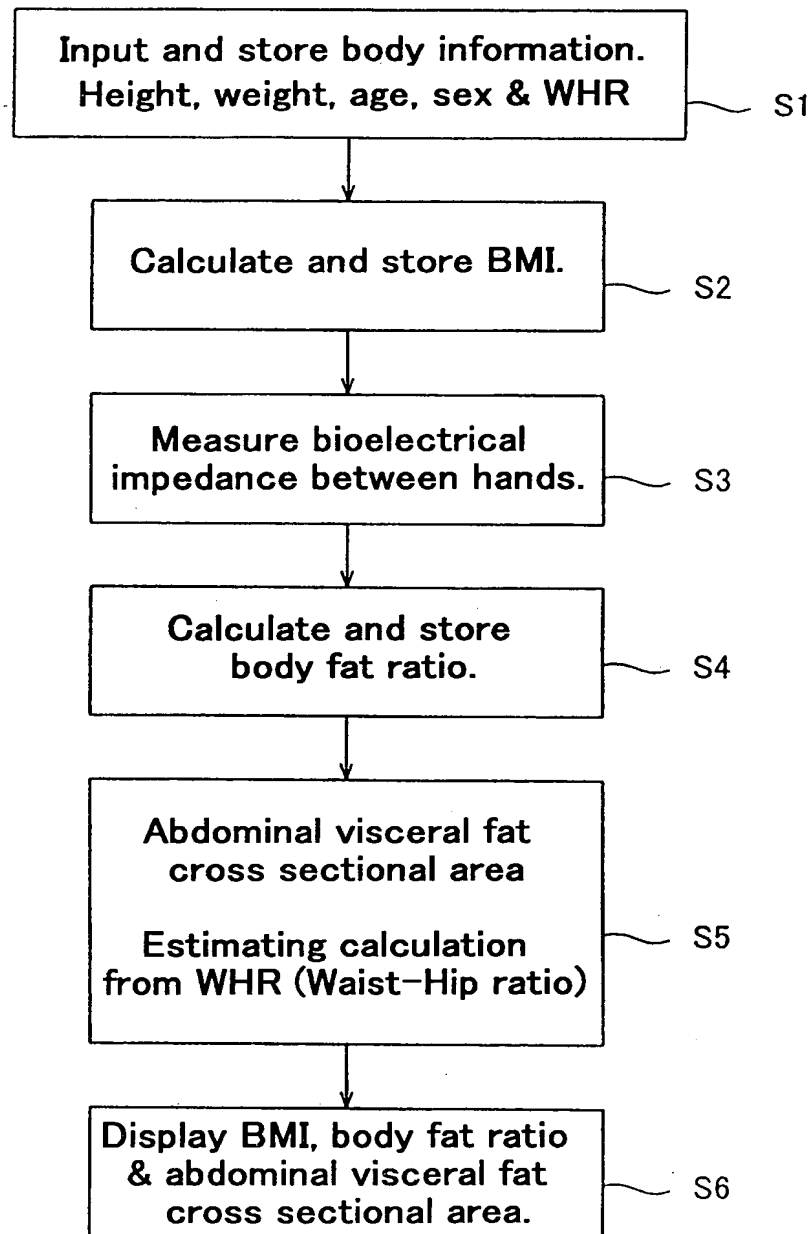 Input and store body information.
Height, weight, age, sex & WHR
S1
Calculate and store BMI.
S2
Measure bioelectrical
impedance between hands.
S3
Calculate and store
body fat ratio.
S4
Abdominal visceral fat
cross sectional area
Estimating calculation
from WHR (Waist-Hip ratio)
S5
Display BMI, body fat ratio
& abdominal visceral fat
cross sectional area.
S6